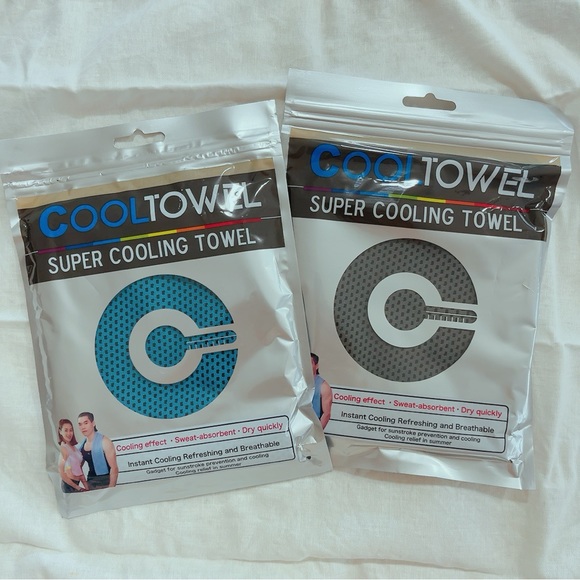 COOLTOWEL
SUPER COOLING TOWEL
Cooling effect · Sweat-absorbent · Dry quickly
Instant Cooling Refreshing and Breathable
Gadget for sunstroke prevention and cooling
Cooling relief in summer
COOLTOWEL
SUPER COOLING TOWEL
Cooling effect · Sweat-absorbent · Dry quickly
Instant Cooling Refreshing and Breathable
Gadget for sunstroke prevention and cooling
Cooling relief in summer